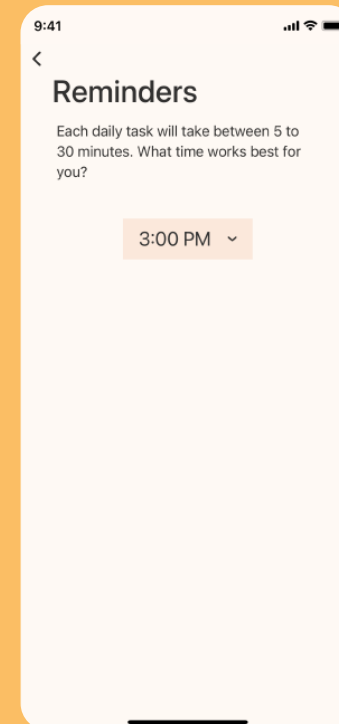 9:41
Reminders
Each daily task will take between 5 to
30 minutes. What time works best for
you?
3:00 PM